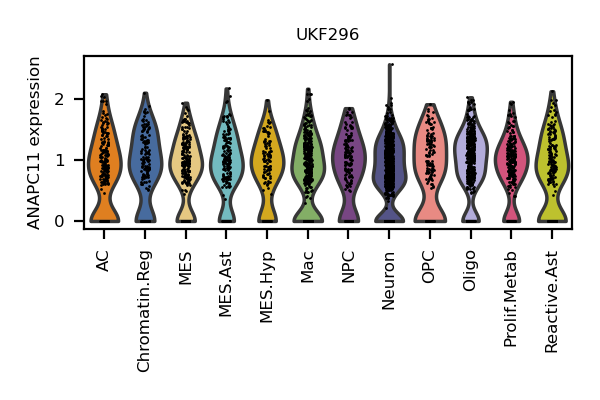 UKF296
ANAPC11 expression
2
1
0
AC
Chromatin.Reg
MES
MES.Ast
MES.Hyp
Mac
NPC
Neuron
OPC
Oligo
Prolif.Metab
Reactive.Ast